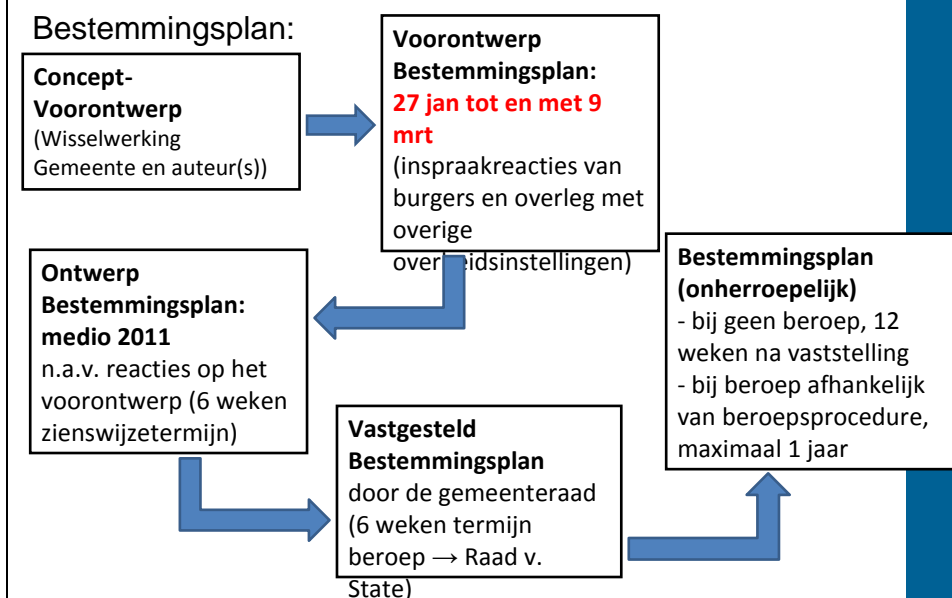 Bestemmingsplan:
Concept-
Voorontwerp
(Wisselwerking
Gemeente en auteur(s))
Voorontwerp
Bestemmingsplan:
27 jan tot en met 9
mrt
(inspraakreacties van
burgers en overleg met
overige
overheidsinstellingen)
Ontwerp
Bestemmingsplan:
medio 2011
n.a.v. reacties op het
voorontwerp (6 weken
zienswijzetermijn)
Vastgesteld
Bestemmingsplan
door de gemeenteraad
(6 weken termijn
beroep → Raad v.
State)
Bestemmingsplan
(onherroepelijk)
- bij geen beroep, 12
weken na vaststelling
- bij beroep afhankelijk
van beroepsprocedure,
maximaal 1 jaar